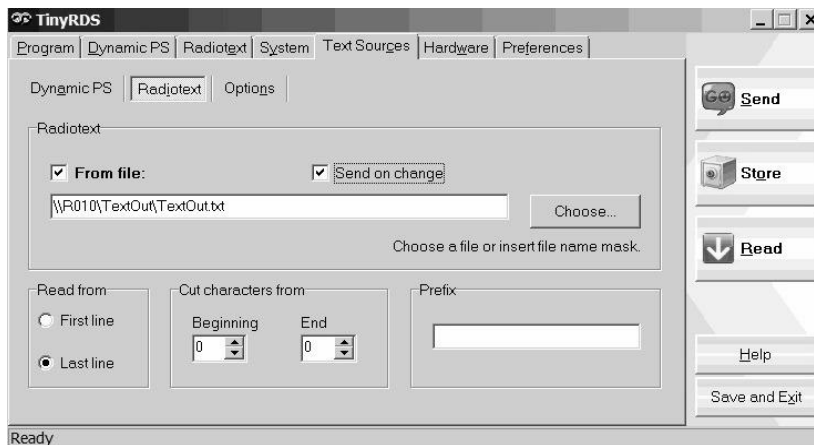 TinyRDS
Program Dynamic PS Radiotext System Text Sources Hardware Preferences
Dynamic PS Radiotext Options
Radiotext
From file: Send on change
\\R010\TextOut\TextOut.txt
Choose...
Choose a file or insert file name mask.
Read from Cut characters from Prefix
First line Beginning End
0 0
Last line
GO Send
Store
Read
Help
Save and Exit
Ready